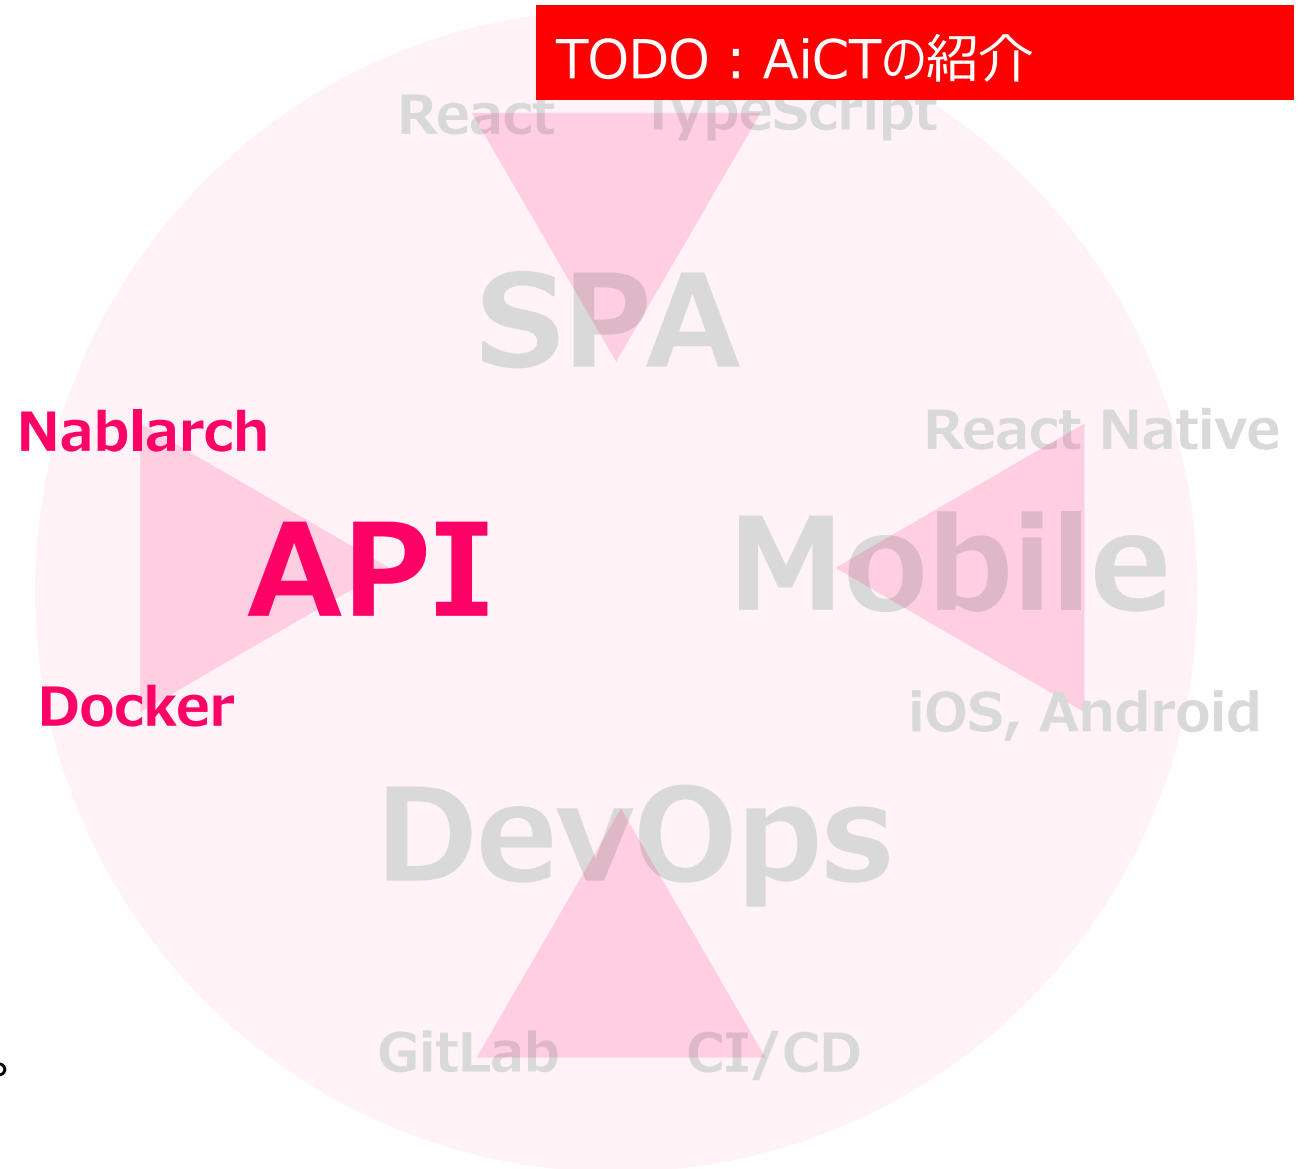 TODO：AiCTの紹介
React TypeScript
SPA
Nablarch
React Native
API
Mobile
Docker
iOS, Android
DevOps
GitLab CI/CD
。